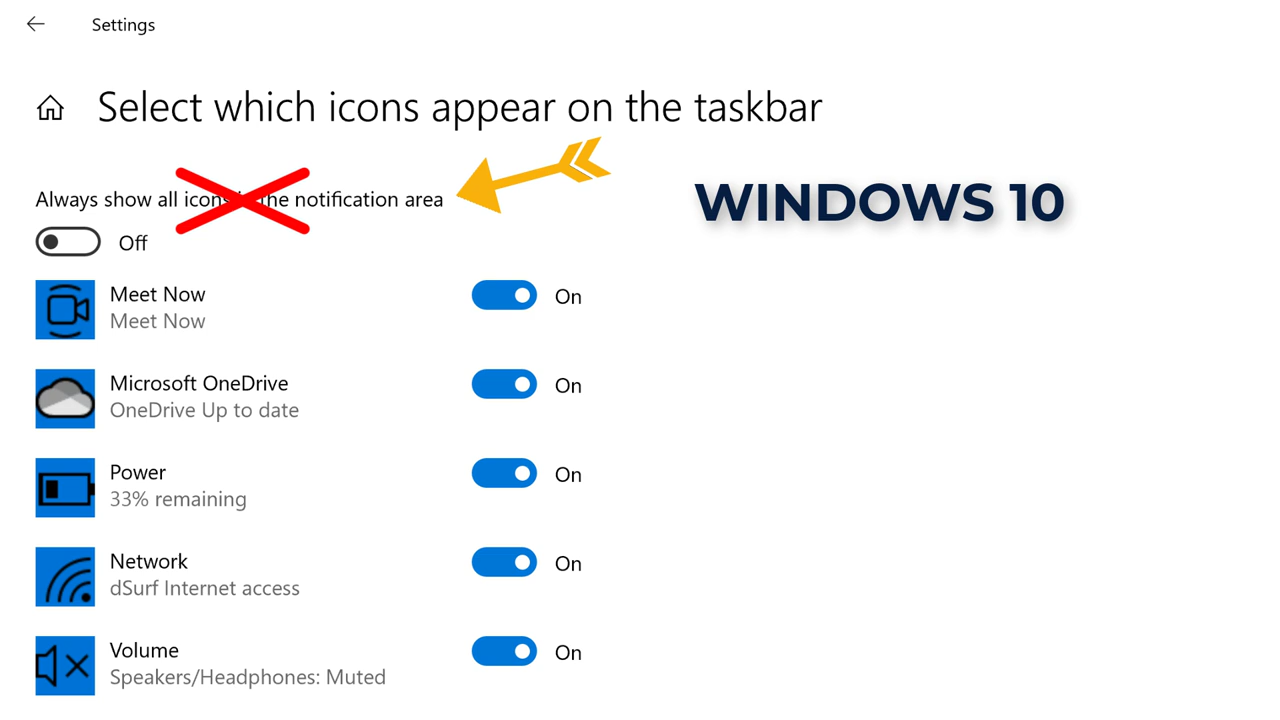 Settings
Select which icons appear on the taskbar
Always show all icons in the notification area
WINDOWS 10
Off
Meet Now
Meet Now
On
Microsoft OneDrive
OneDrive Up to date
On
Power
33% remaining
On
Network
dSurf Internet access
On
Volume
Speakers/Headphones: Muted
On